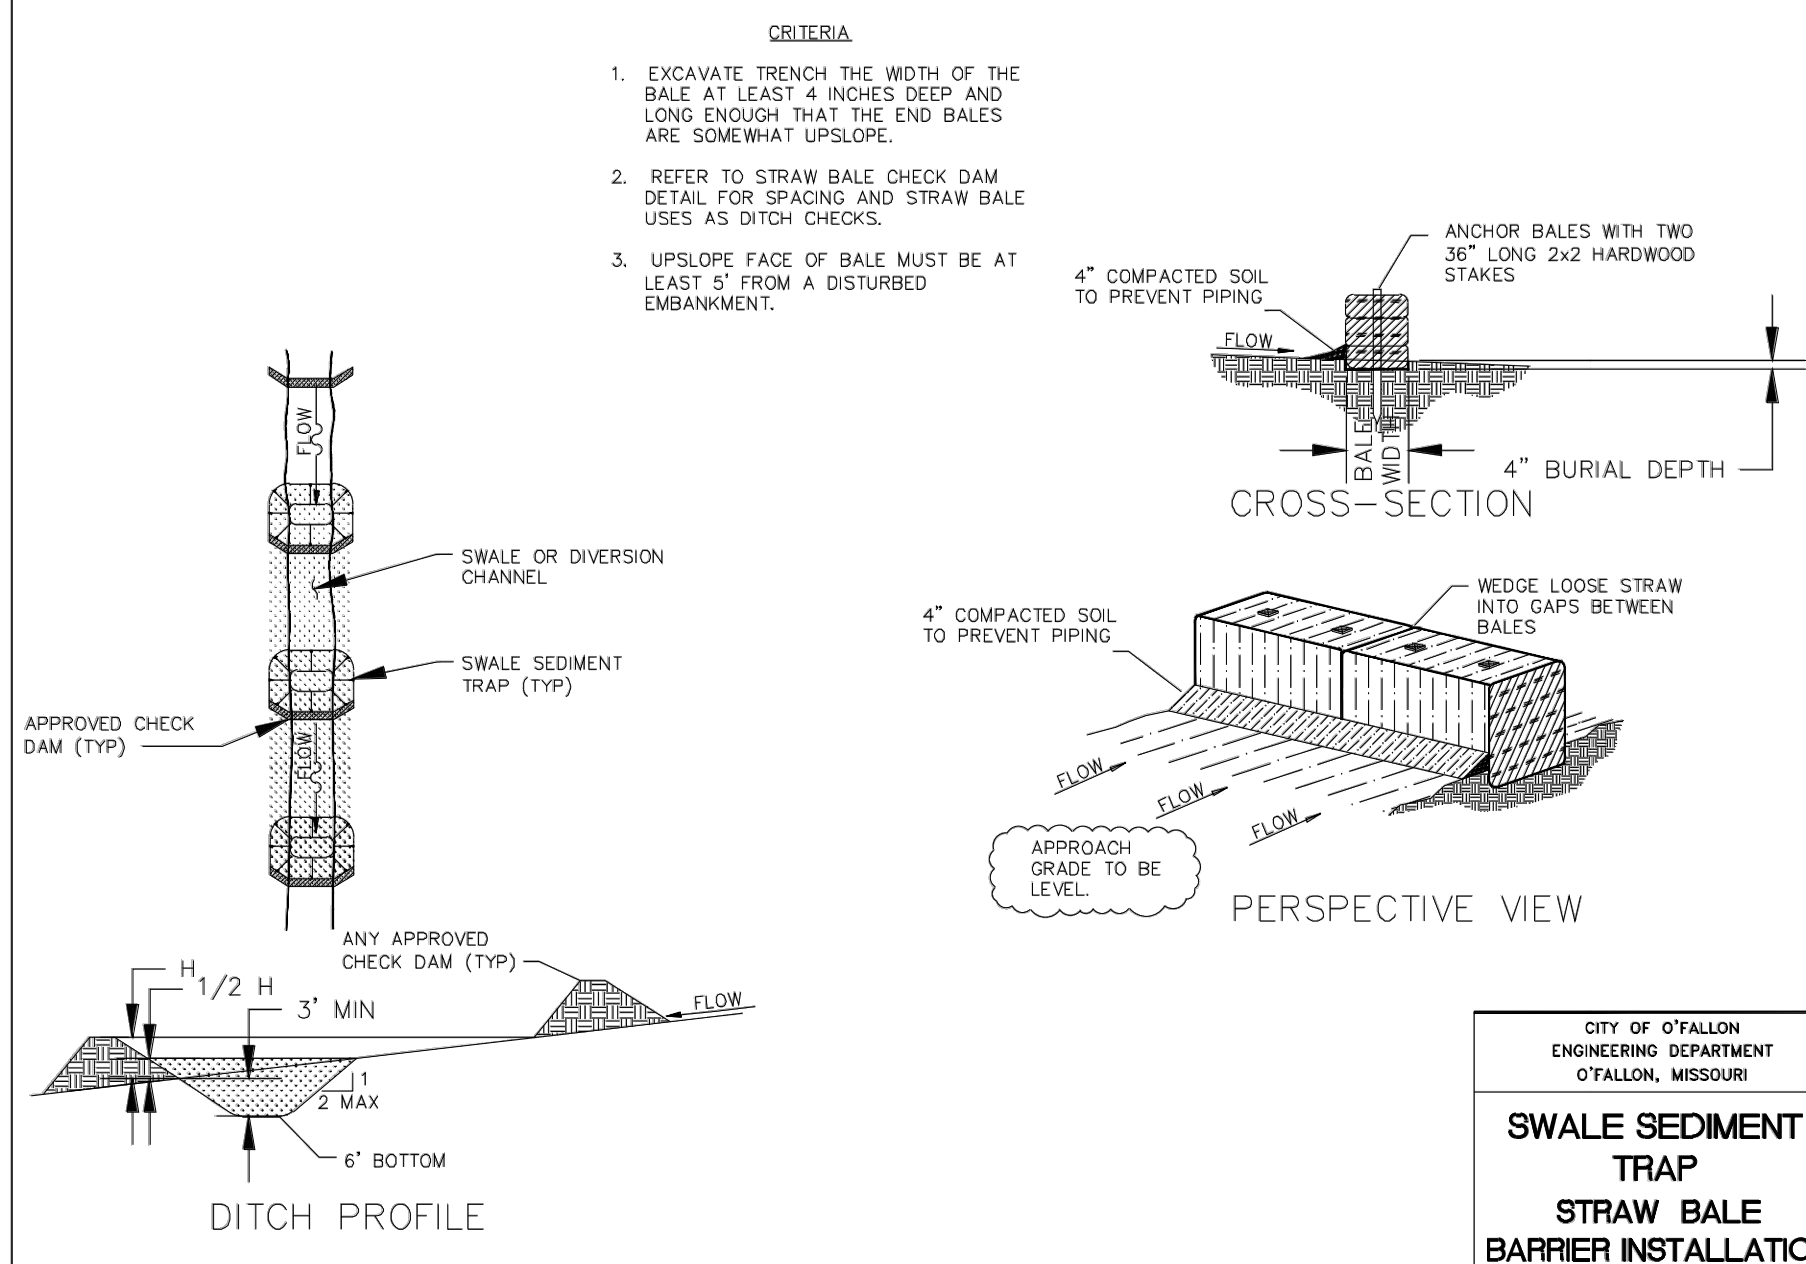 CRITERIA
1. EXCAVATE TRENCH THE WIDTH OF THE
BALE AT LEAST 4 INCHES DEEP AND
LONG ENOUGH THAT THE END BALES
ARE SOMEWHAT UPSLOPE.
2. REFER TO STRAW BALE CHECK DAM
DETAIL FOR SPACING AND STRAW BALE
USES AS DITCH CHECKS.
3. UPSLOPE FACE OF BALE MUST BE AT
LEAST 5' FROM A DISTURBED
EMBANKMENT.
ANCHOR BALES WITH TWO
36" LONG 2x2 HARDWOOD
STAKES
4" COMPACTED SOIL
TO PREVENT PIPING
FLOW
BALE
WIDTH
4" BURIAL DEPTH
CROSS-SECTION
FLOW
SWALE OR DIVERSION
CHANNEL
SWALE SEDIMENT
TRAP (TYP)
APPROVED CHECK
DAM (TYP)
FLOW
WEDGE LOOSE STRAW
INTO GAPS BETWEEN
BALES
4" COMPACTED SOIL
TO PREVENT PIPING
FLOW
FLOW
FLOW
APPROACH
GRADE TO BE
LEVEL.
PERSPECTIVE VIEW
ANY APPROVED
CHECK DAM (TYP)
H
1/2 H
3' MIN
FLOW
1
2 MAX
6' BOTTOM
DITCH PROFILE
CITY OF O'FALLON
ENGINEERING DEPARTMENT
O'FALLON, MISSOURI
SWALE SEDIMENT
TRAP
STRAW BALE
BARRIER INSTALLATIO